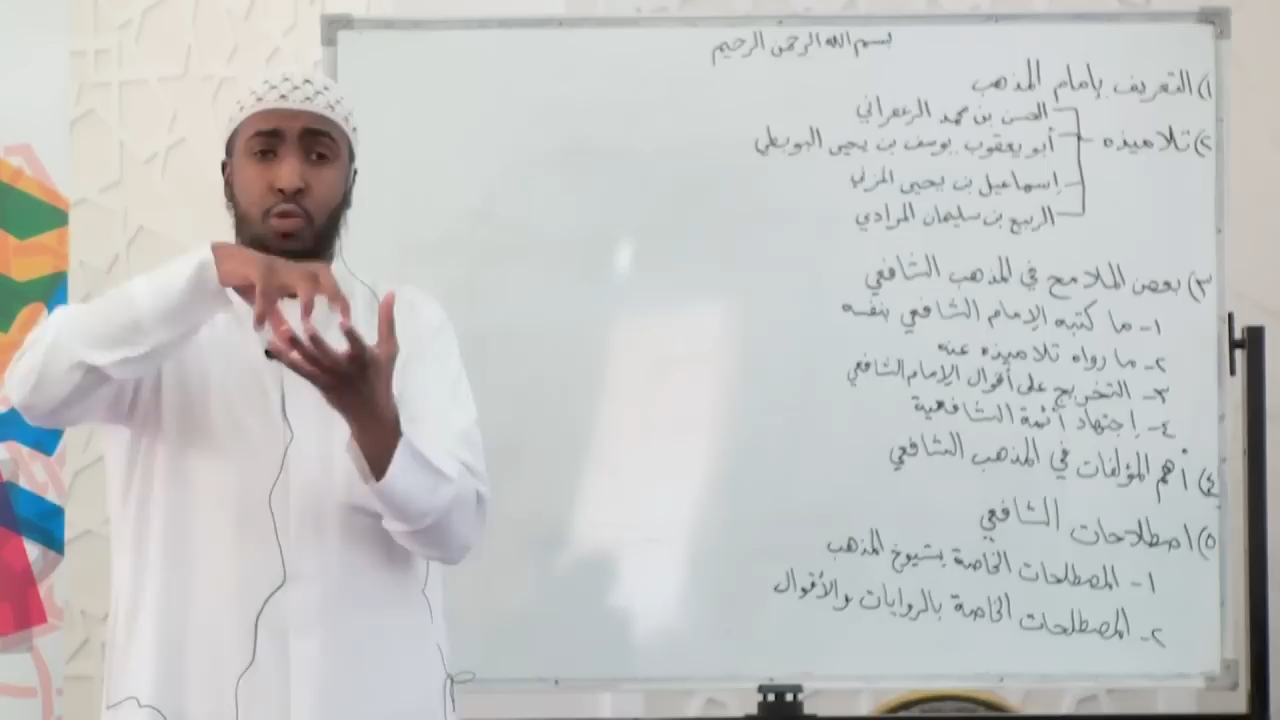 بسم الله الرحمن الرحيم
١) التعريف بإمام المذهب
٢) تلاميذه
الحسن بن محمد الزعفراني
أبو يعقوب يوسف بن يحيى البويطي
إسماعيل بن يحيى المزني
الربيع بن سليمان المرادي
٣) بعض الملامح في المذهب الشافعي
١- ما كتبه الإمام الشافعي بنفسه
٢- ما رواه تلاميذه عنه
٣- التخريج على أقوال الإمام الشافعي
٤- إجتهاد أئمة الشافعية
٤) أهم المؤلفات في المذهب الشافعي
٥) اصطلاحات الشافعي
١- المصطلحات الخاصة بشيوخ المذهب
٢- المصطلحات الخاصة بالروايات والأقوال